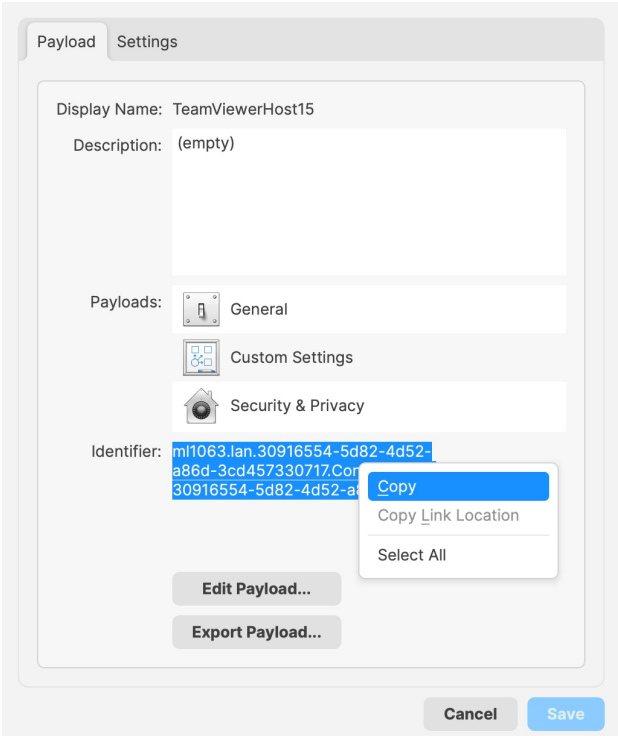 Payload Settings
Display Name: TeamViewerHost15
Description: (empty)
Payloads: General
Custom Settings
Security & Privacy
Identifier: ml1063.lan.30916554-5d82-4d52-
a86d-3cd457330717.Con
30916554-5d82-4d52-a8
Copy
Copy Link Location
Select All
Edit Payload...
Export Payload...
Cancel Save